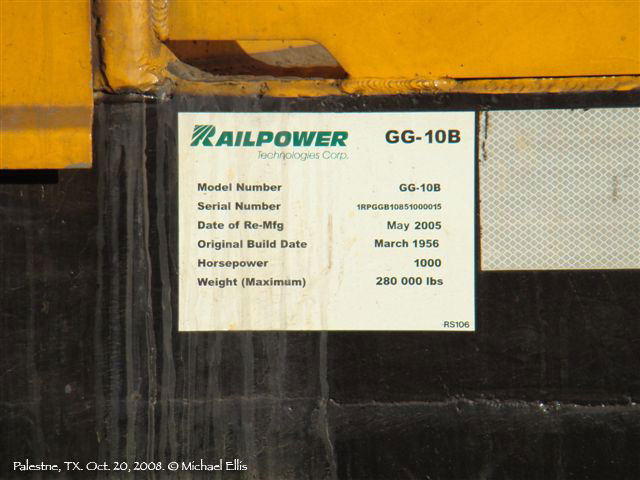 RAILPOWER GG-10B
Technologies Corp.
Model Number GG-10B
Serial Number 1RPGGB10851000015
Date of Re-Mfg May 2005
Original Build Date March 1956
Horsepower 1000
Weight (Maximum) 280 000 lbs
RS106
Palestne, TX. Oct. 20, 2008. © Michael Ellis